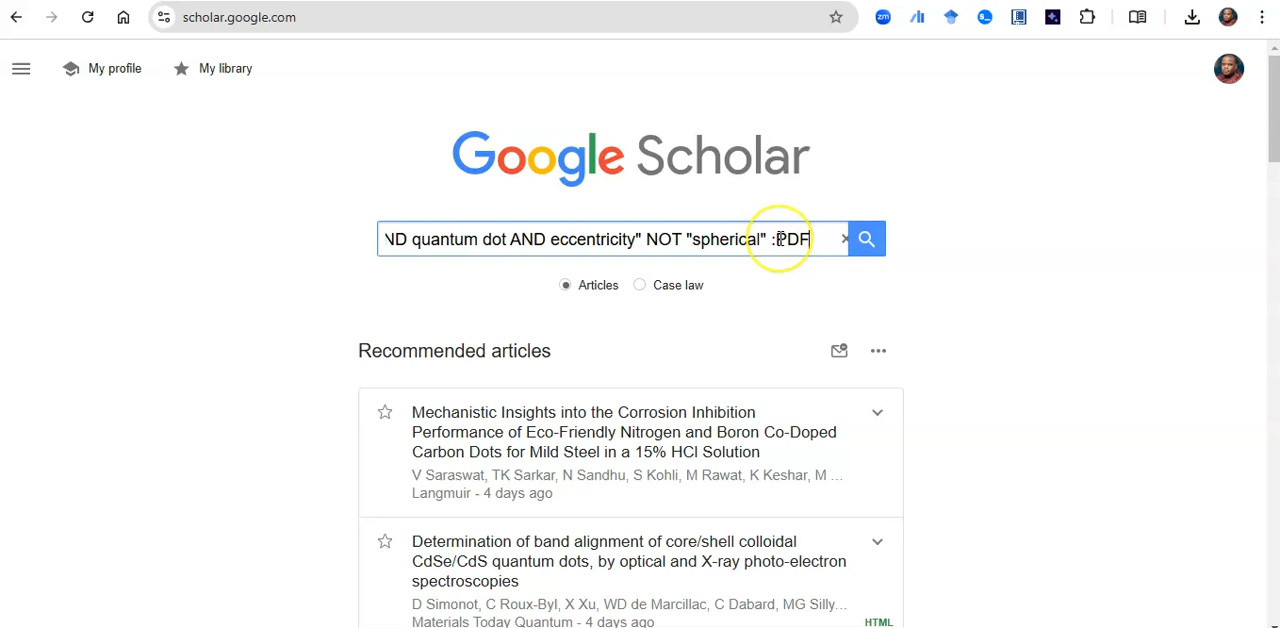 scholar.google.com
zm
My profile
My library
Google Scholar
ND quantum dot AND eccentricity" NOT "spherical" :PDF
Articles
Case law
Recommended articles
Mechanistic Insights into the Corrosion Inhibition
Performance of Eco-Friendly Nitrogen and Boron Co-Doped
Carbon Dots for Mild Steel in a 15% HCl Solution
V Saraswat, TK Sarkar, N Sandhu, S Kohli, M Rawat, K Keshar, M …
Langmuir - 4 days ago
Determination of band alignment of core/shell colloidal
CdSe/CdS quantum dots, by optical and X-ray photo-electron
spectroscopies
D Simonot, C Roux-Byl, X Xu, WD de Marcillac, C Dabard, MG Silly…
Materials Today Quantum - 4 days ago
HTML